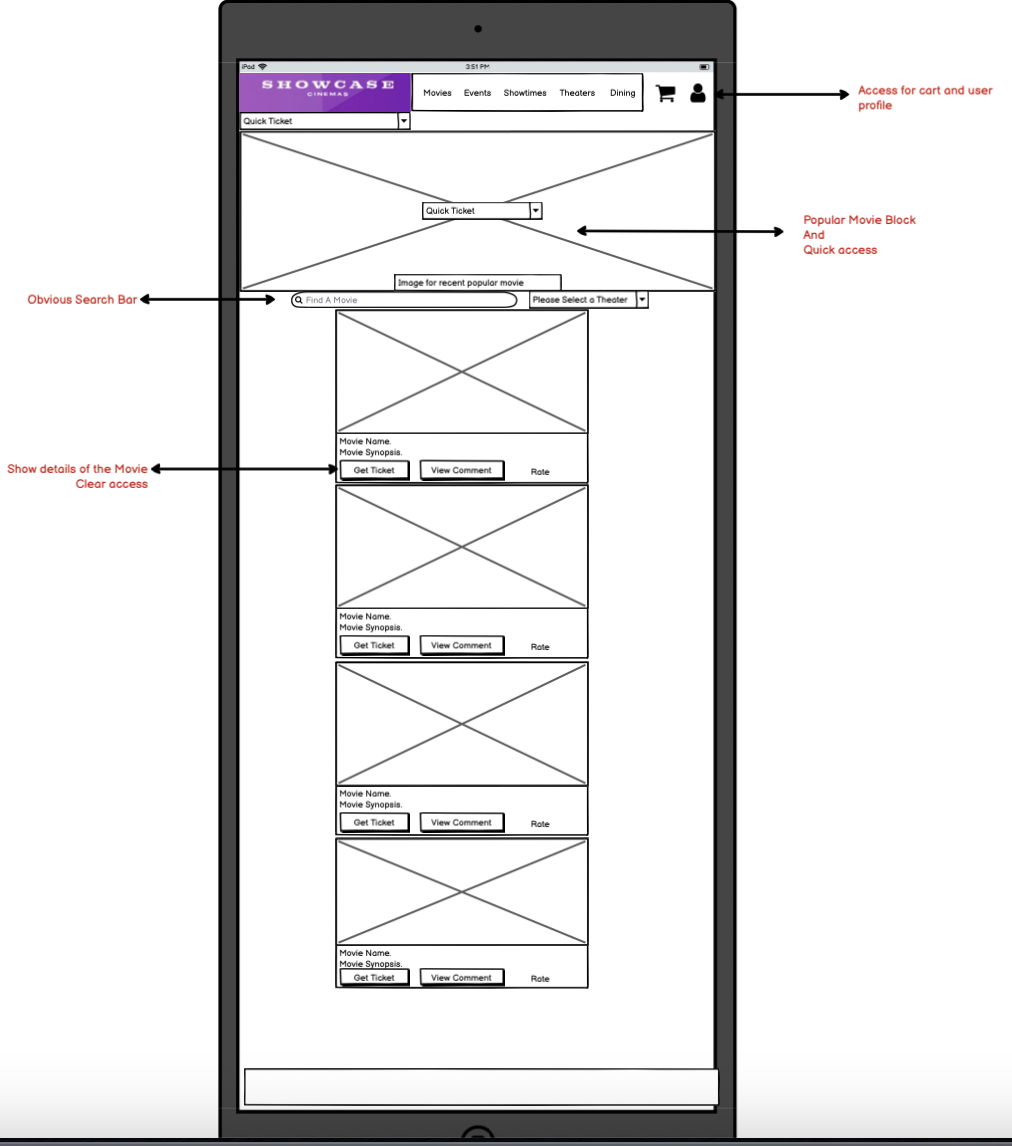 iPod
3:51 PM
SHOWCASE
CINEMAS
Movies Events Showtimes Theaters Dining
Access for cart and user
profile
Quick Ticket
Quick Ticket
Popular Movie Block
And
Quick access
Image for recent popular movie
Obvious Search Bar
Find A Movie
Please Select a Theater
Movie Name.
Movie Synopsis.
Show details of the Movie
Clear access
Get Ticket View Comment Rate
Movie Name.
Movie Synopsis.
Get Ticket View Comment Rate
Movie Name.
Movie Synopsis.
Get Ticket View Comment Rate
Movie Name.
Movie Synopsis.
Get Ticket View Comment Rate